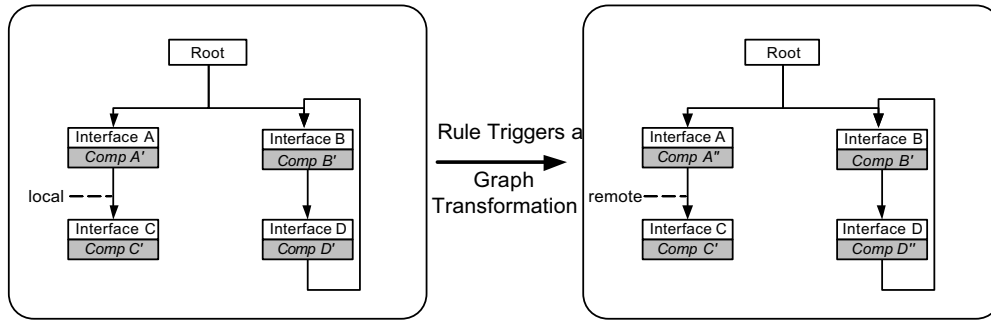 Root
Interface A
Comp A'
Interface B
Comp B'
local
Interface C
Comp C'
Interface D
Comp D'
Rule Triggers a
Graph
Transformation
Root
Interface A
Comp A''
Interface B
Comp B'
remote
Interface C
Comp C'
Interface D
Comp D''